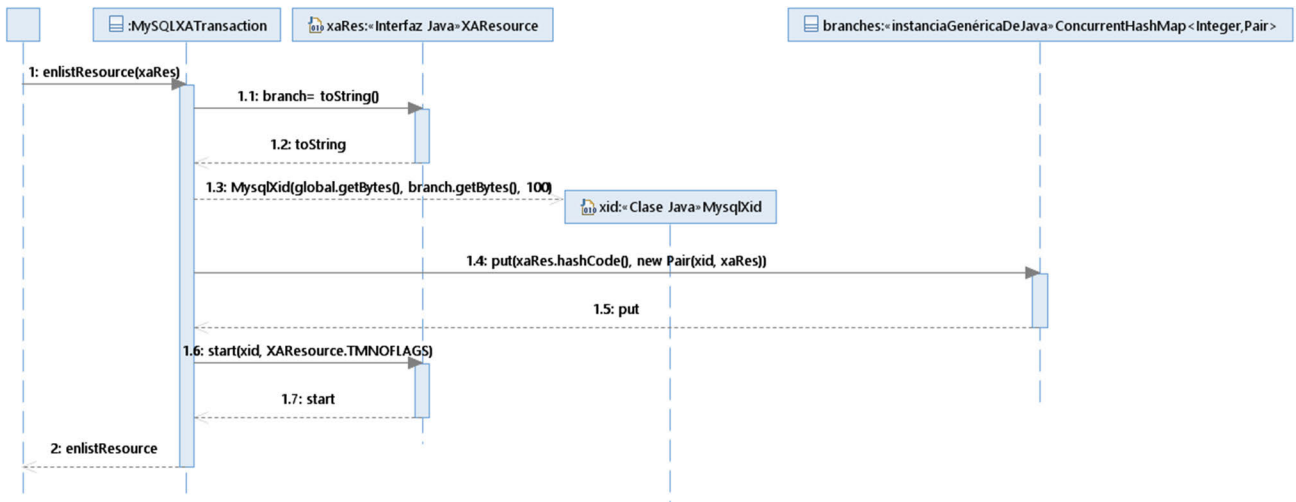 :MySQLXATransaction
xaRes:«Interfaz Java»XAResource
branches:«instanciaGenéricaDeJava»ConcurrentHashMap<Integer,Pair>
1: enlistResource(xaRes)
1.1: branch= toString()
1.2: toString
1.3: MysqlXid(global.getBytes(), branch.getBytes(), 100)
xid:«Clase Java»MysqlXid
1.4: put(xaRes.hashCode(), new Pair(xid, xaRes))
1.5: put
1.6: start(xid, XAResource.TMNOFLAGS)
1.7: start
2: enlistResource